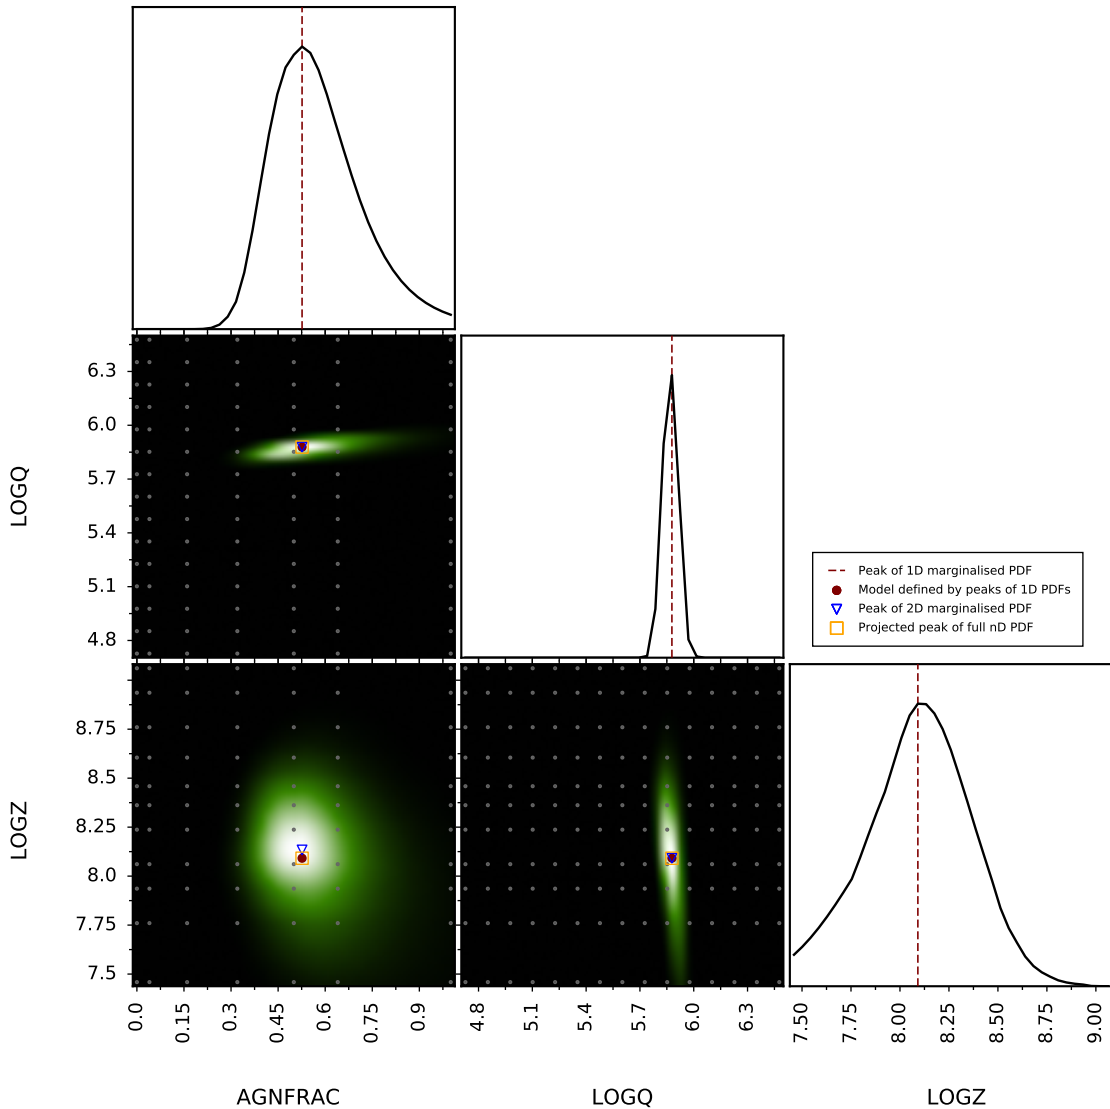 LOGQ
6.3
6.0
5.7
5.4
5.1
4.8
Peak of 1D marginalised PDF
Model defined by peaks of 1D PDFs
Peak of 2D marginalised PDF
Projected peak of full nD PDF
LOGZ
8.75
8.5
8.25
8.0
7.75
7.5
0.0 0.15 0.3 0.45 0.6 0.75 0.9
4.8 5.1 5.4 5.7 6.0 6.3
7.50 7.75 8.00 8.25 8.50 8.75 9.00
AGNFRAC LOGQ LOGZ